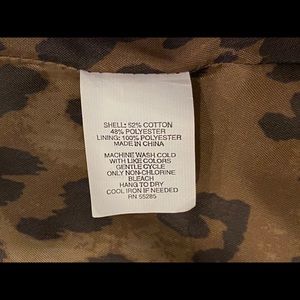 SHELL: 52% COTTON
48% POLYESTER
LINING: 100% POLYESTER
MADE IN CHINA
MACHINE WASH COLD
WITH LIKE COLORS
GENTLE CYCLE
ONLY NON-CHLORINE
BLEACH
HANG TO DRY
COOL IRON IF NEEDED
RN 55285